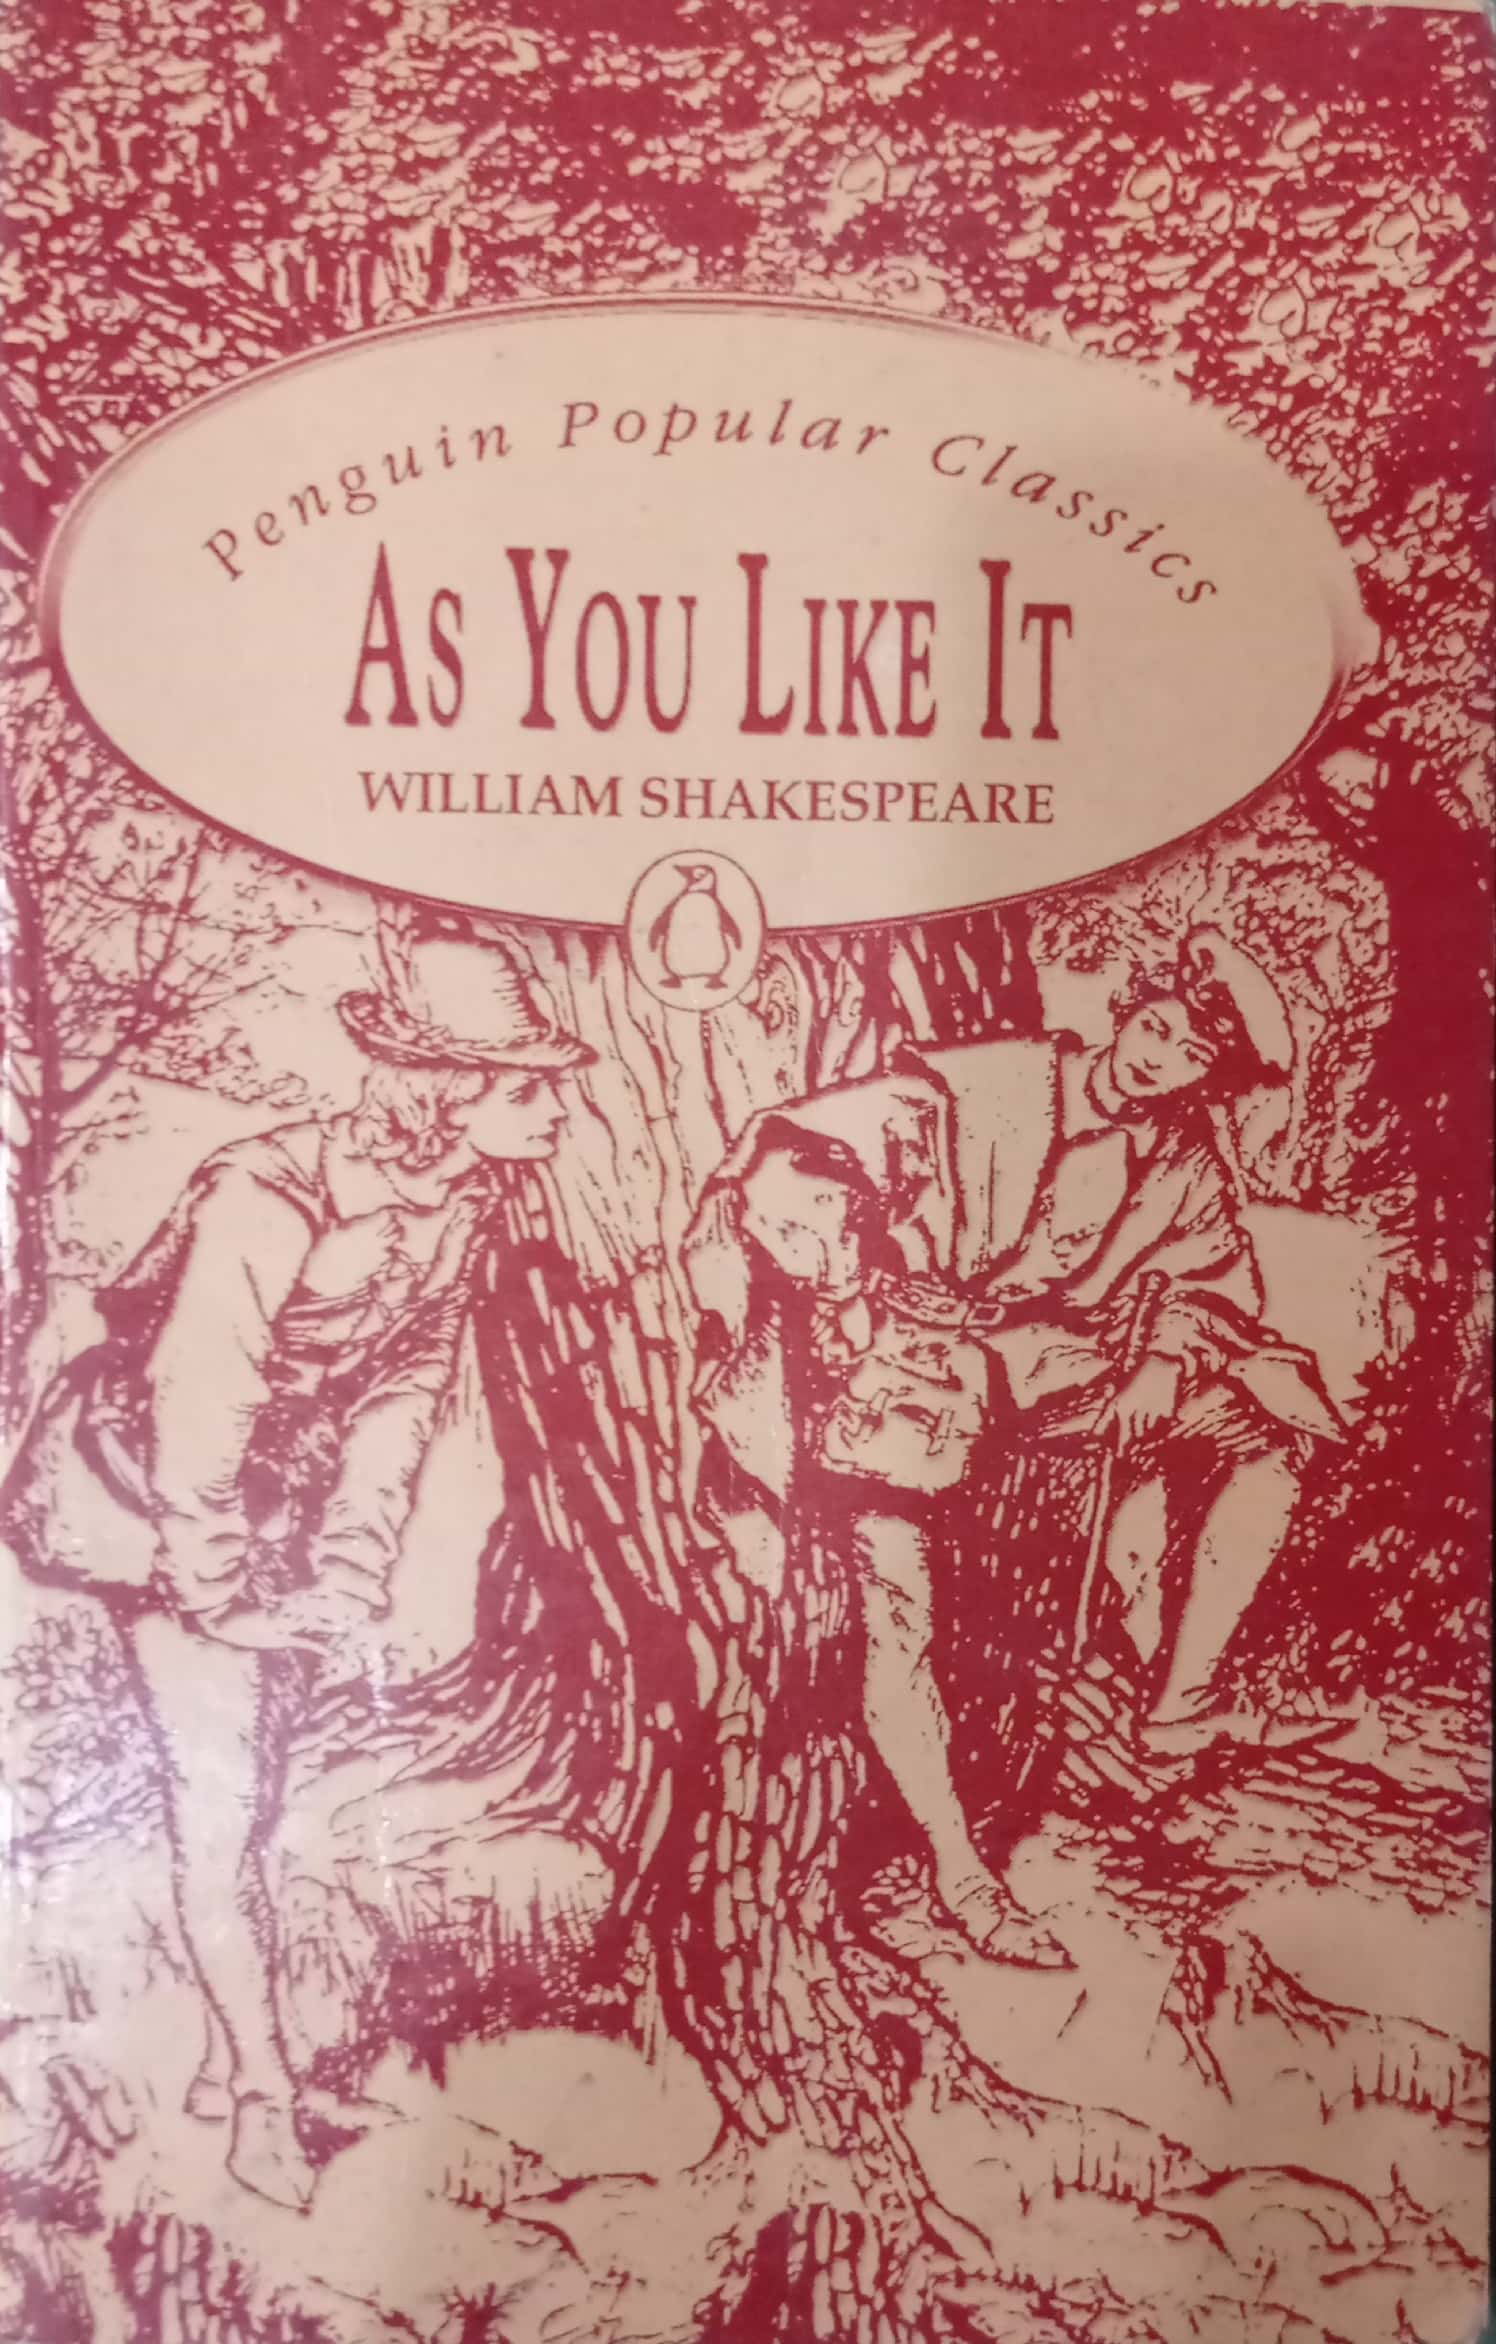 Penguin Popular Classics
AS YOU LIKE IT
WILLIAM SHAKESPEARE